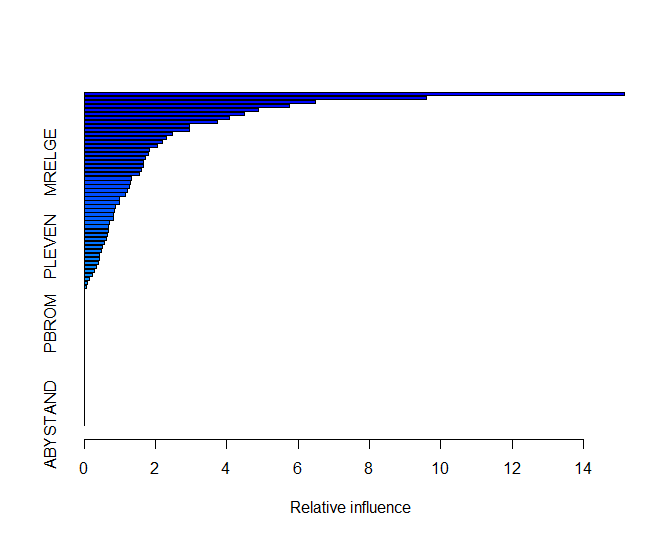 MRELGE
PLEVEN
PBROM
ABYSTAND
0 2 4 6 8 10 12 14
Relative influence